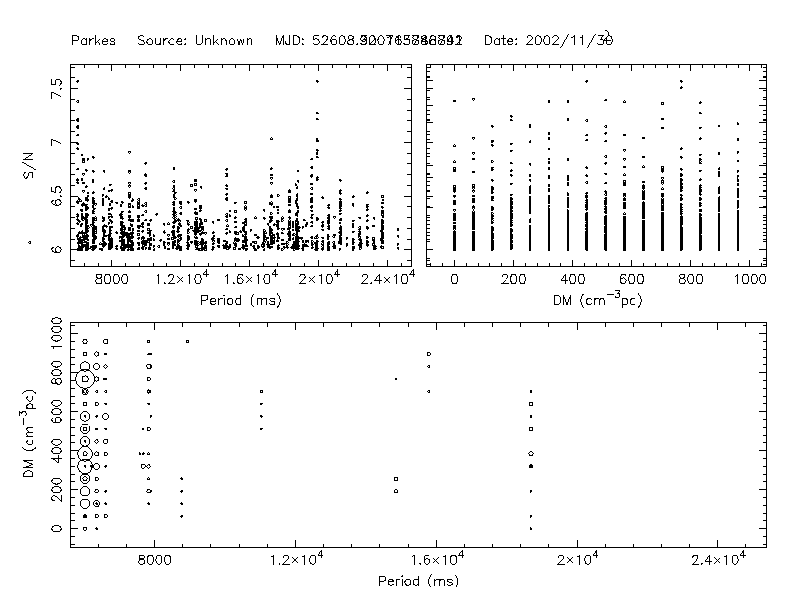 Parkes Source: Unknown MJD: Date: 2002/11/30
S/N
7.5
7
6.5
6
8000 1.2×10⁴ 1.6×10⁴ 2×10⁴ 2.4×10⁴
Period (ms)
0 200 400 600 800 1000
DM (cm⁻³pc)
DM (cm⁻³pc)
1000
800
600
400
200
0
8000 1.2×10⁴ 1.6×10⁴ 2×10⁴ 2.4×10⁴
Period (ms)